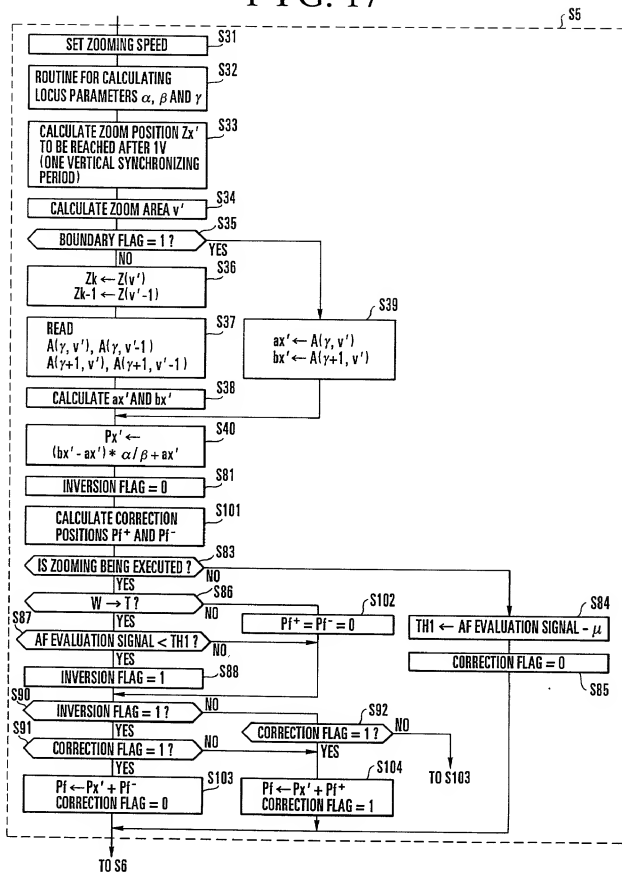 FIG. 17
S5
S31
SET ZOOMING SPEED
S32
ROUTINE FOR CALCULATING
LOCUS PARAMETERS α, β AND γ
S33
CALCULATE ZOOM POSITION Zx'
TO BE REACHED AFTER 1V
(ONE VERTICAL SYNCHRONIZING
PERIOD)
S34
CALCULATE ZOOM AREA v'
S35
BOUNDARY FLAG = 1 ?
YES
NO
S36
Zk ← Z(v')
Zk-1 ← Z(v'-1)
S37
READ
A(γ, v'), A(γ, v'-1)
A(γ+1, v'), A(γ+1, v'-1)
S39
ax' ← A(γ, v')
bx' ← A(γ+1, v')
S38
CALCULATE ax' AND bx'
S40
Px' ←
(bx' - ax') * α/β + ax'
S81
INVERSION FLAG = 0
S101
CALCULATE CORRECTION
POSITIONS Pf+ AND Pf-
S83
IS ZOOMING BEING EXECUTED ?
NO
YES
S86
W → T ?
NO
YES
S102
Pf+ = Pf- = 0
S84
TH1 ← AF EVALUATION SIGNAL - μ
S87
AF EVALUATION SIGNAL < TH1 ?
NO
YES
CORRECTION FLAG = 0
S85
S88
INVERSION FLAG = 1
S90
INVERSION FLAG = 1 ?
NO
YES
S92
CORRECTION FLAG = 1 ?
NO
YES
S91
CORRECTION FLAG = 1 ?
NO
YES
TO S103
S103
Pf ← Px' + Pf-
CORRECTION FLAG = 0
S104
Pf ← Px' + Pf+
CORRECTION FLAG = 1
TO S6